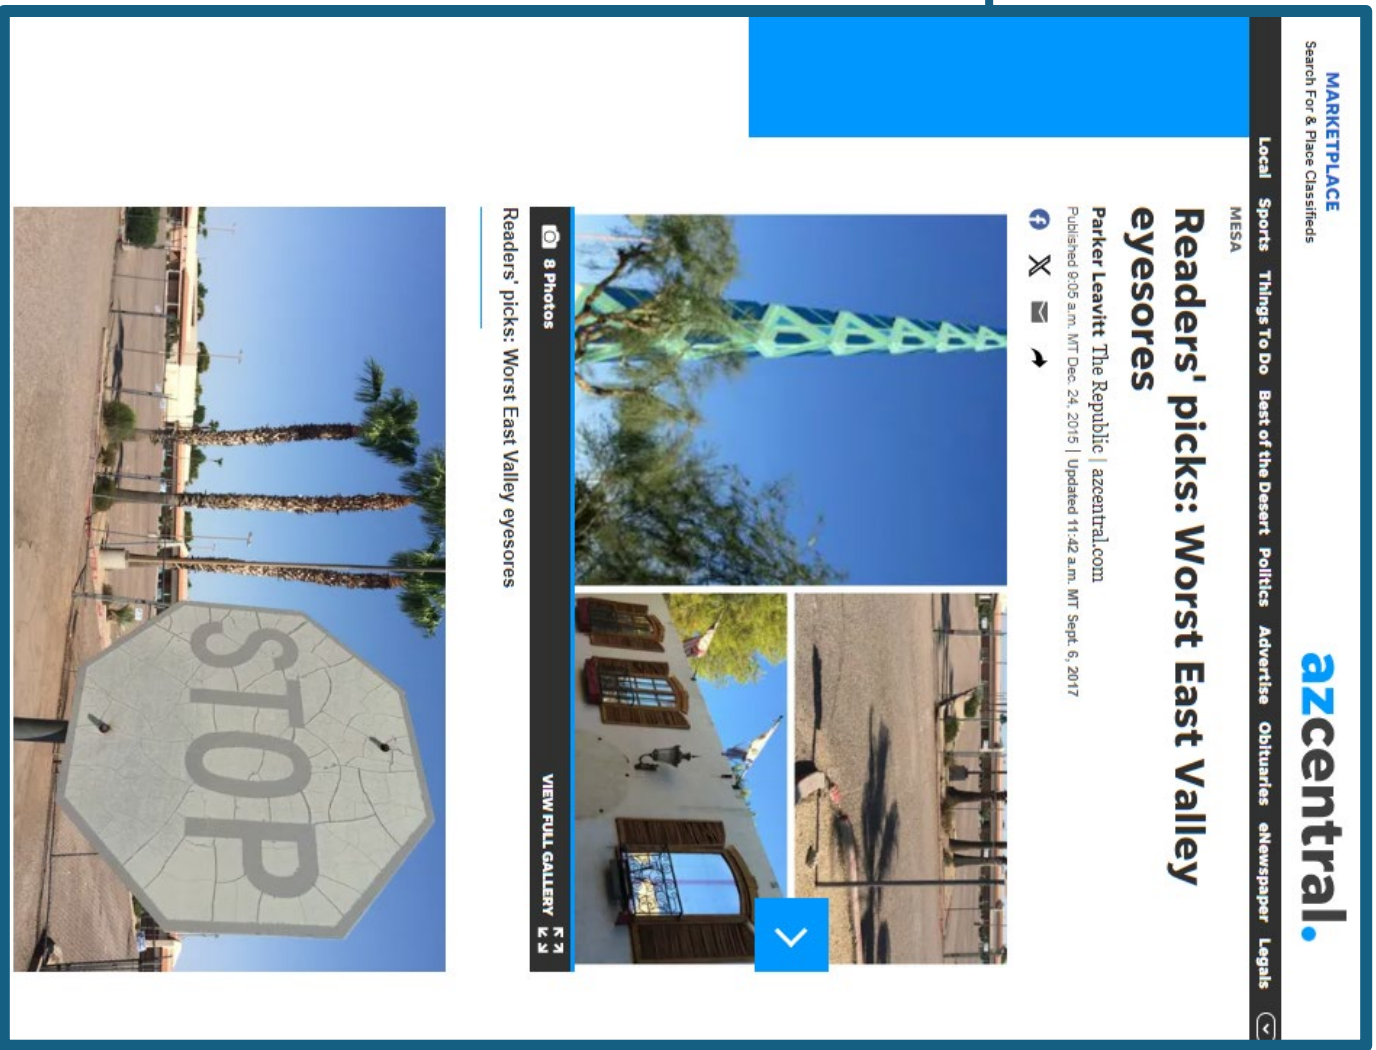 MARKETPLACE
Search For & Place Classifieds
azcentral.
Local Sports Things To Do Best of the Desert Politics Advertise Obituaries eNewspaper Legals
MESA
Readers' picks: Worst East Valley
eyesores
Parker Leavitt The Republic | azcentral.com
Published 9:05 a.m. MT Dec. 24, 2015 | Updated 11:42 a.m. MT Sept. 6, 2017
8 Photos
VIEW FULL GALLERY
Readers' picks: Worst East Valley eyesores
STOP